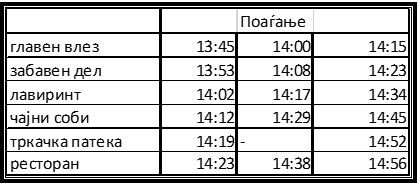 Поаѓање
главен влез 13:45 14:00 14:15
забавен дел 13:53 14:08 14:23
лавиринт 14:02 14:17 14:34
чајни соби 14:12 14:29 14:45
тркачка патека 14:19 - 14:52
ресторан 14:23 14:38 14:56